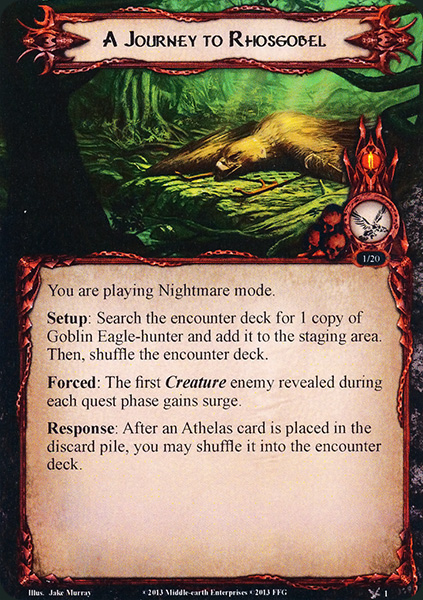 A Journey to Rhosgobel
1/20
You are playing Nightmare mode.
Setup: Search the encounter deck for 1 copy of
Goblin Eagle-hunter and add it to the staging area.
Then, shuffle the encounter deck.
Forced: The first Creature enemy revealed during
each quest phase gains surge.
Response: After an Athelas card is placed in the
discard pile, you may shuffle it into the encounter
deck.
Illus. Jake Murray
©2013 Middle-earth Enterprises ©2013 FFG
1